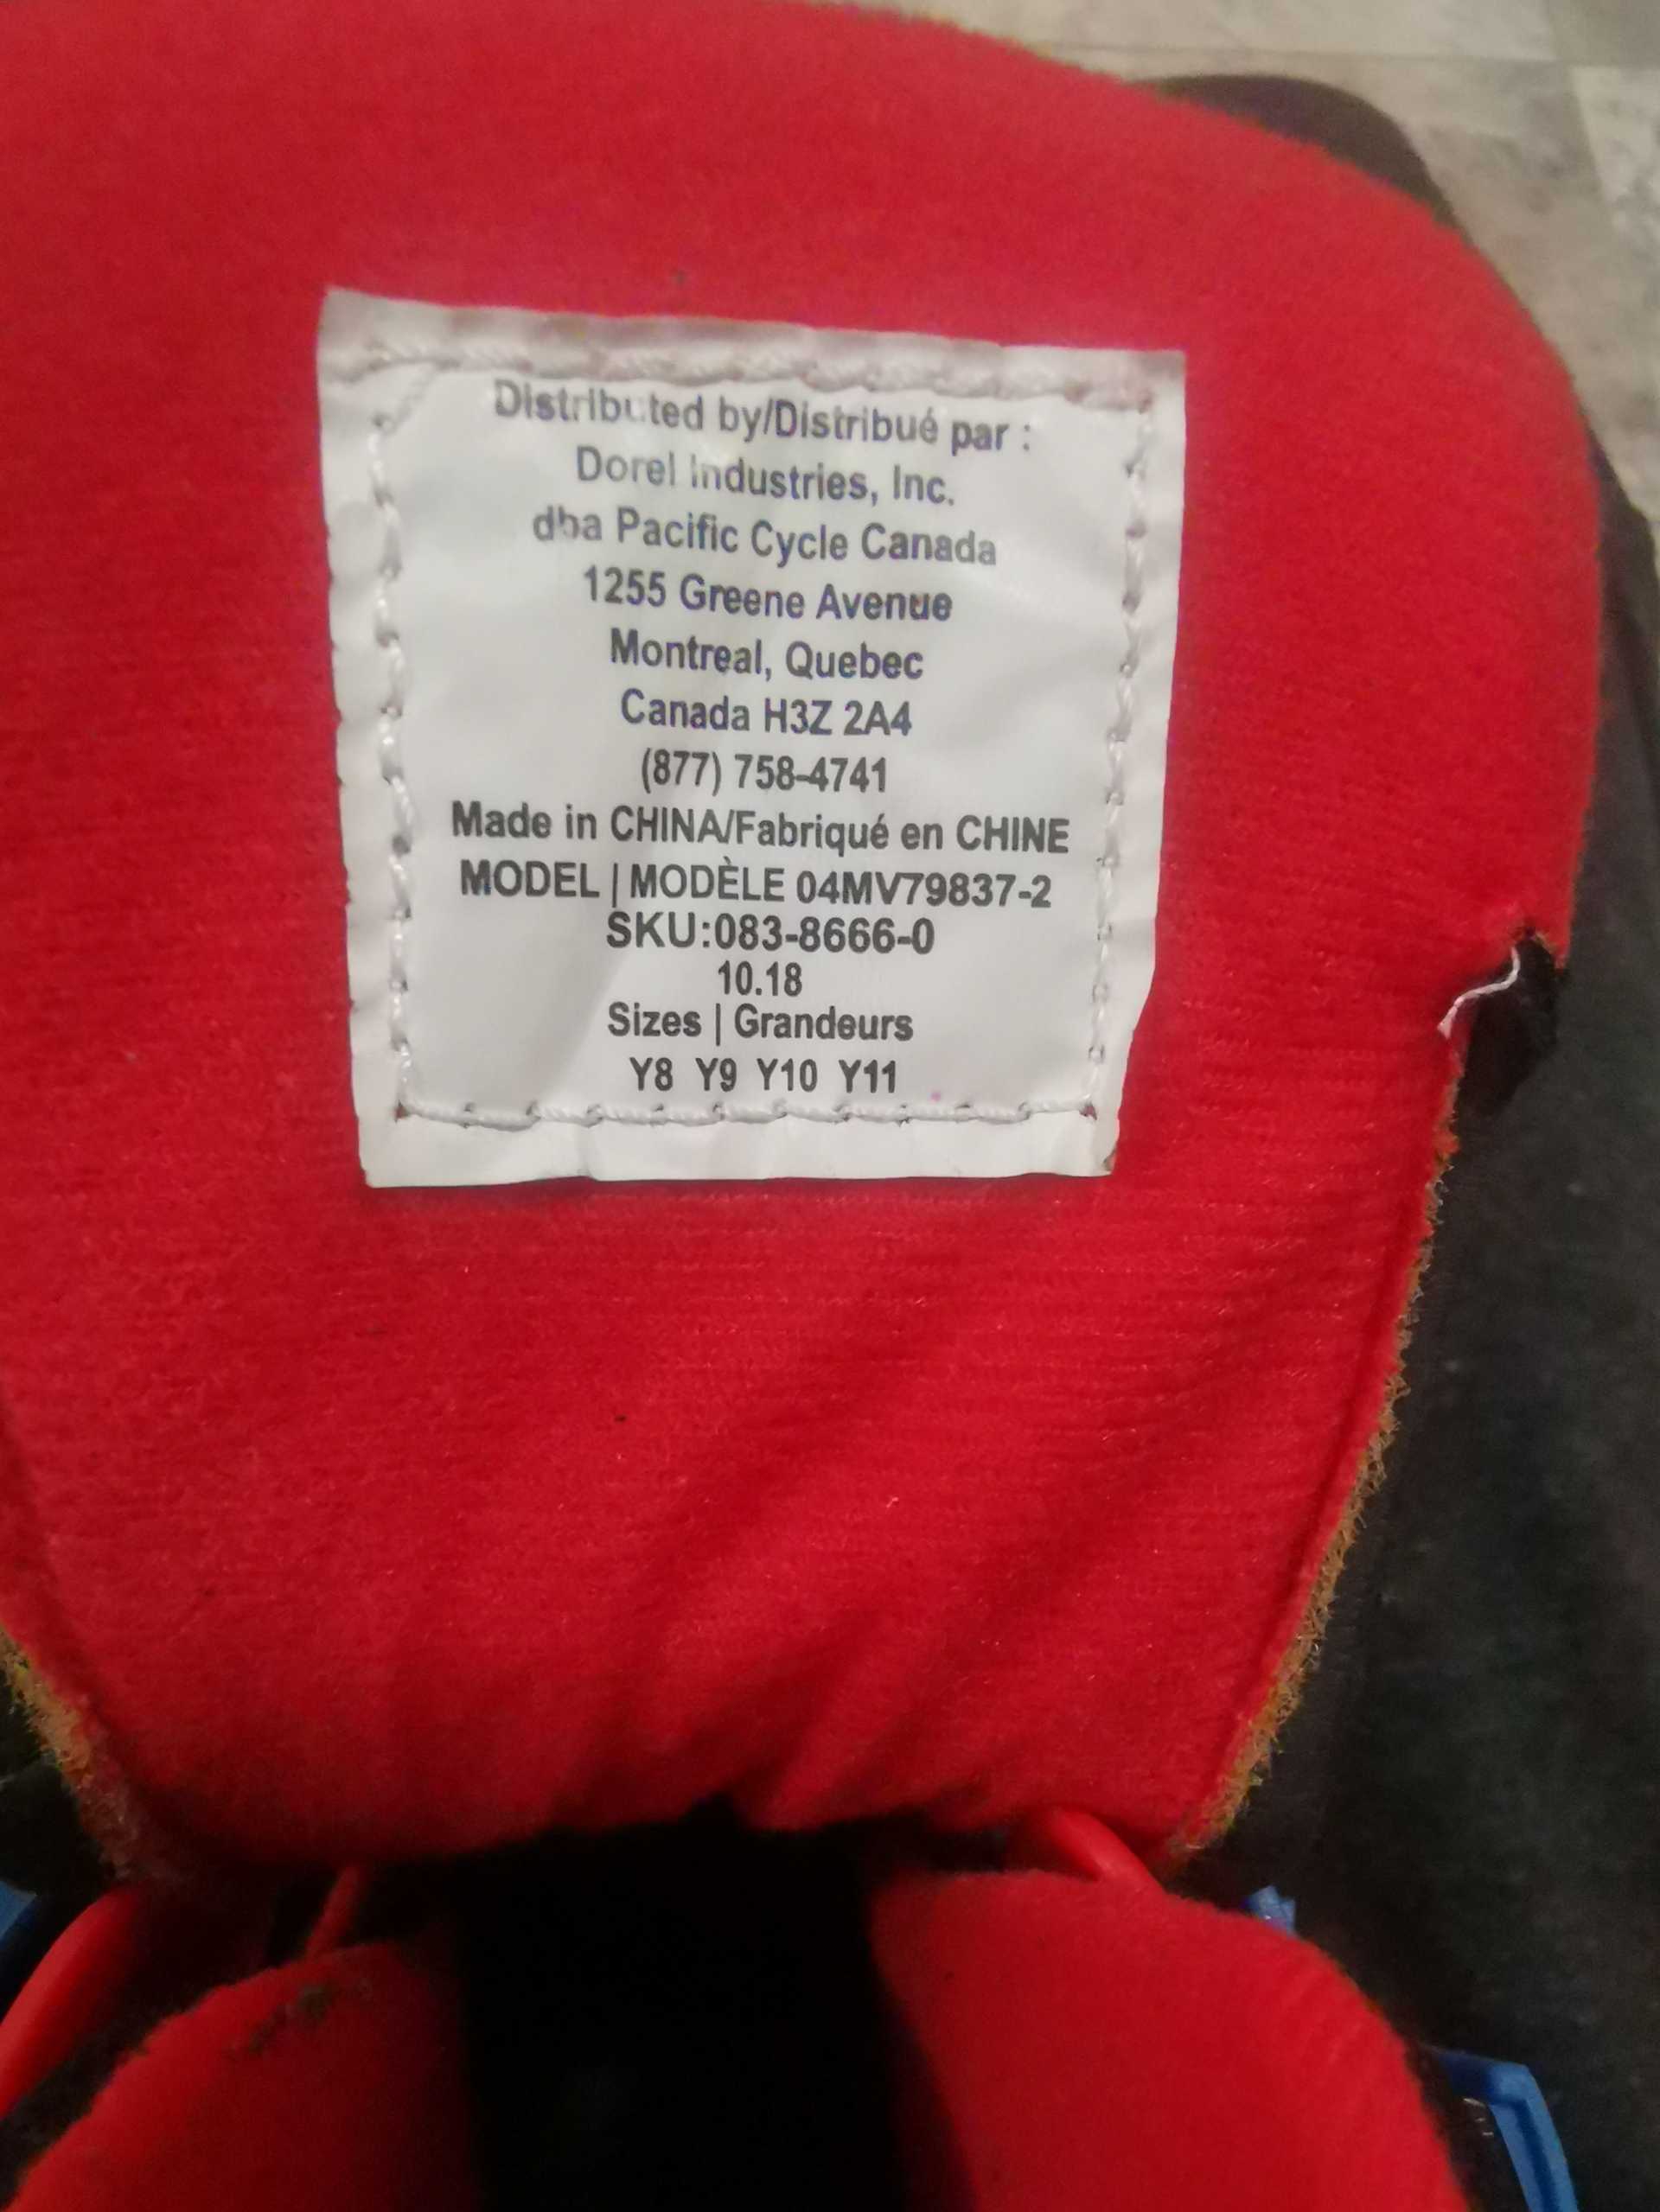 Distributed by/Distribué par :
Dorel Industries, Inc.
dba Pacific Cycle Canada
1255 Greene Avenue
Montreal, Quebec
Canada H3Z 2A4
(877) 758-4741
Made in CHINA/Fabriqué en CHINE
MODEL | MODÈLE 04MV79837-2
SKU:083-8666-0
10.18
Sizes | Grandeurs
Y8 Y9 Y10 Y11